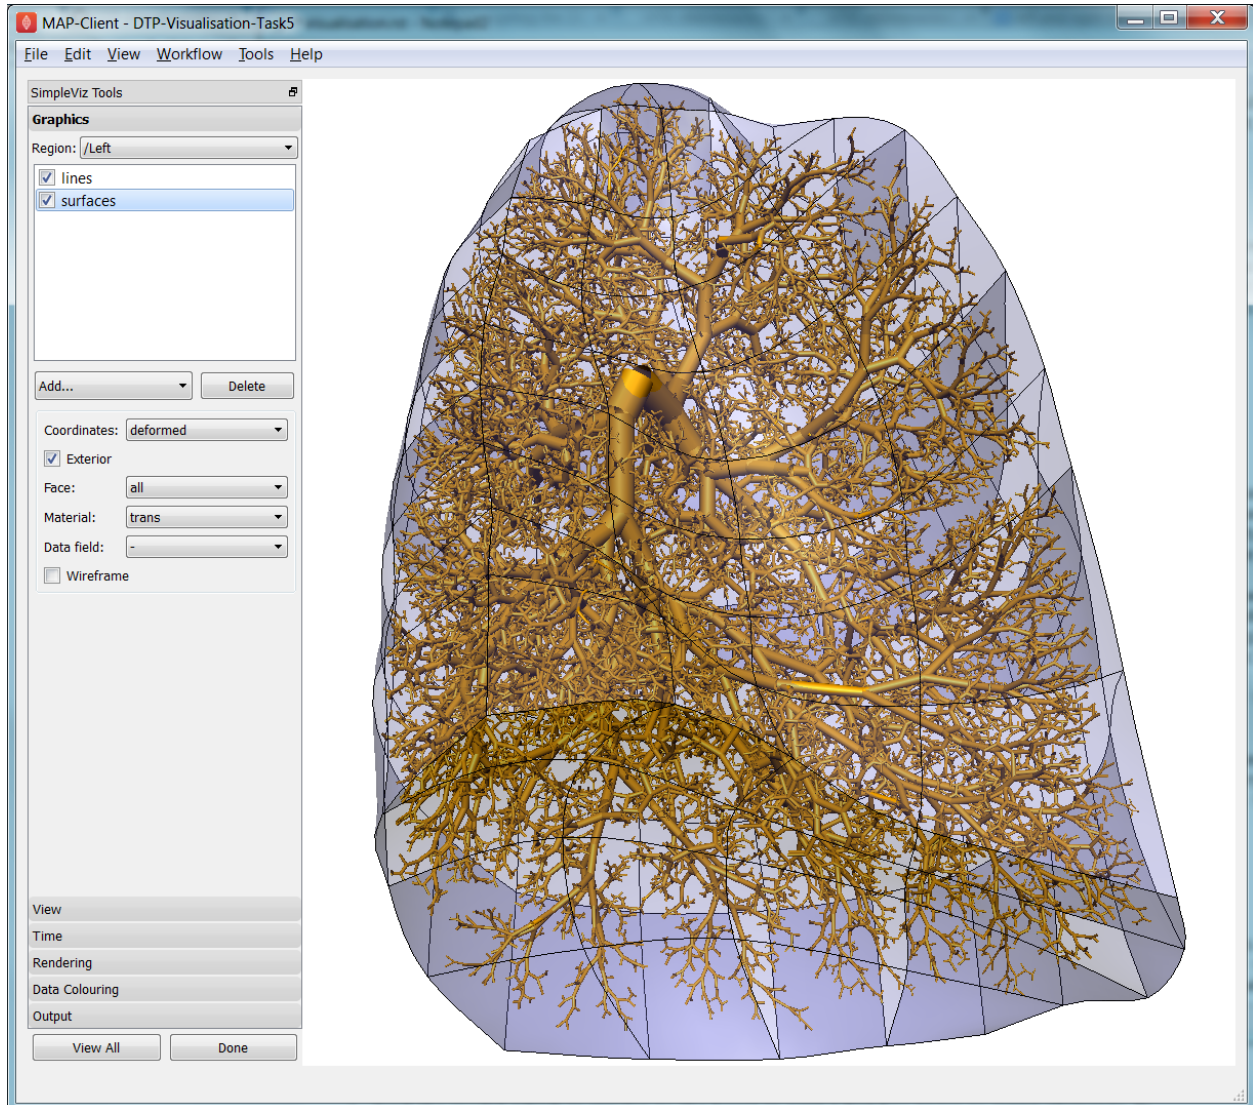 MAP-Client - DTP-Visualisation-Task5
File Edit View Workflow Tools Help
SimpleViz Tools
Graphics
Region: /Left
lines
surfaces
Add... Delete
Coordinates: deformed
Exterior
Face: all
Material: trans
Data field: -
Wireframe
View
Time
Rendering
Data Colouring
Output
View All Done